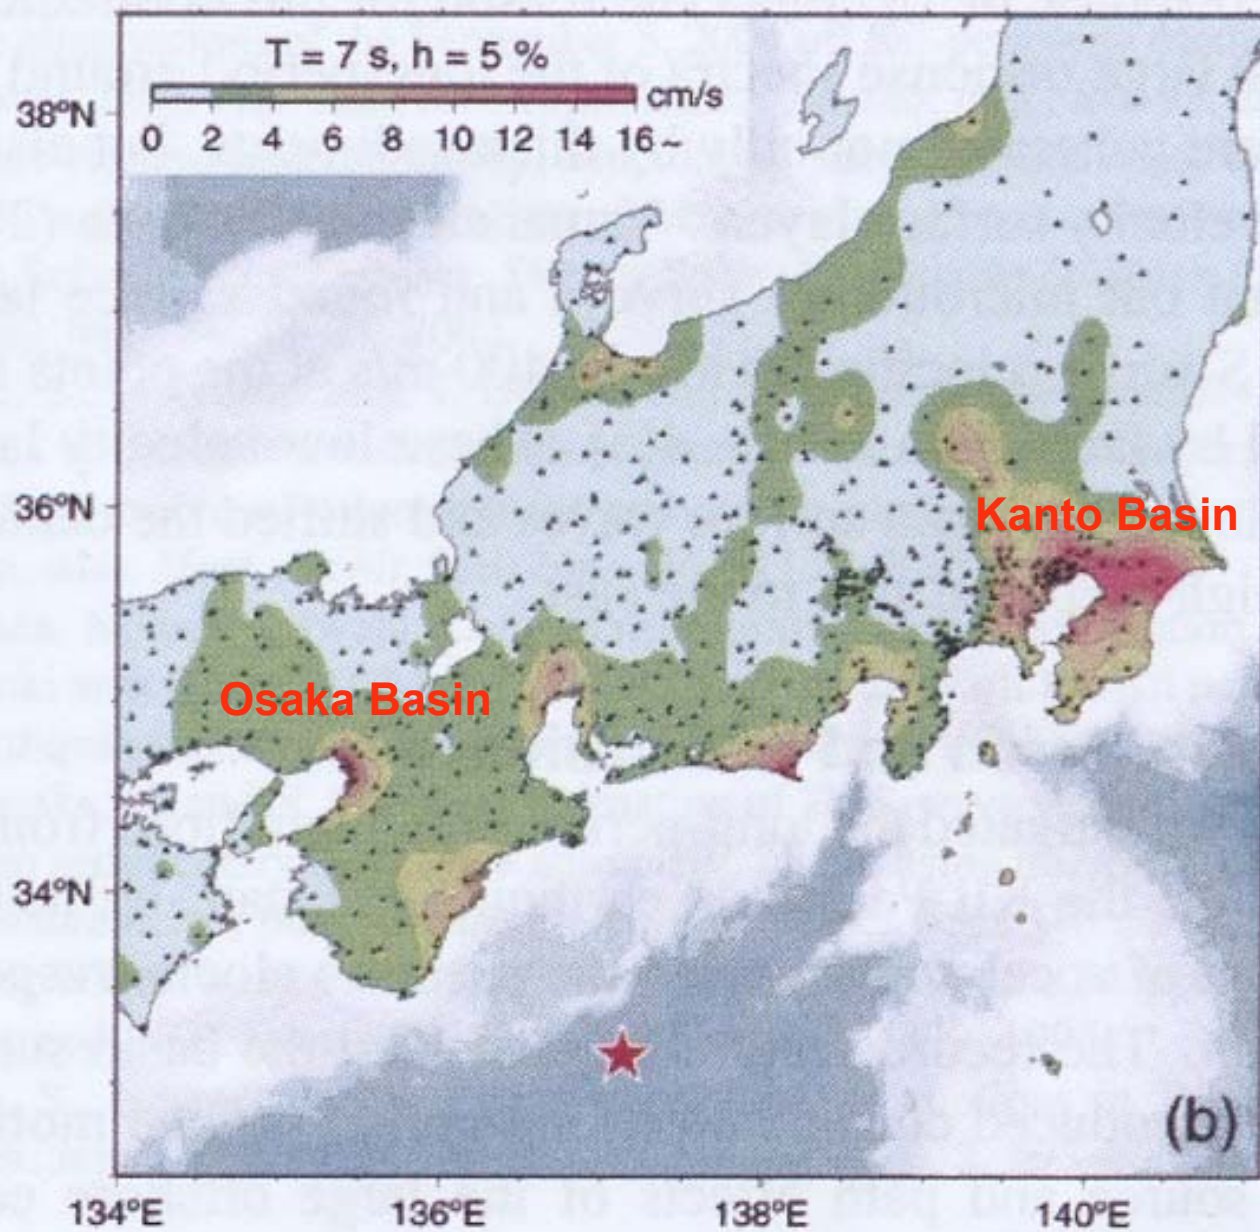 T = 7 s, h = 5 %
cm/s
0 2 4 6 8 10 12 14 16~
38°N
36°N
Kanto Basin
Osaka Basin
34°N
(b)
134°E 136°E 138°E 140°E